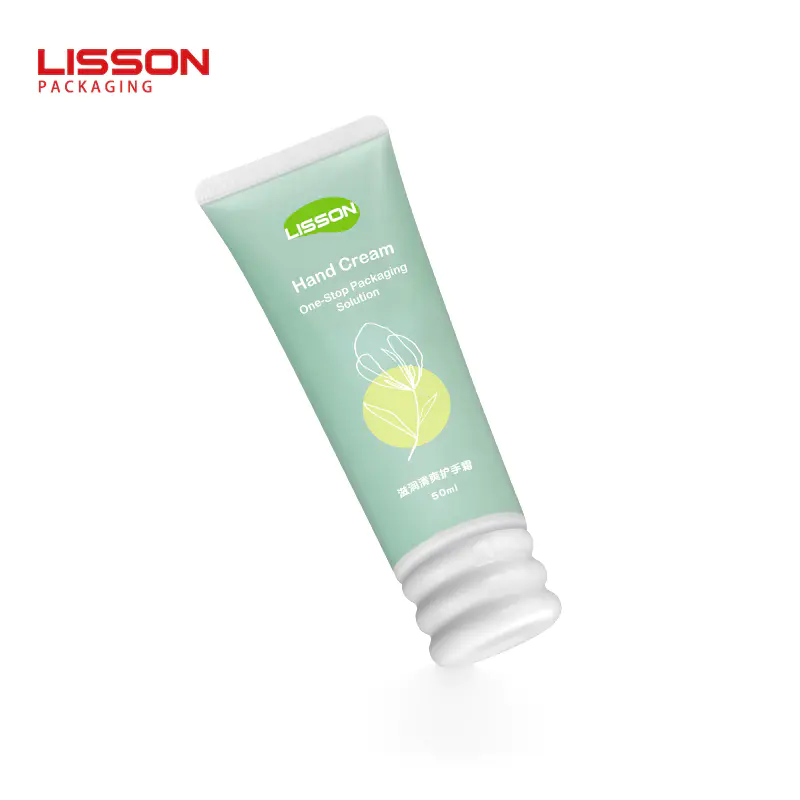 LISSON
PACKAGING
LISSON
Hand Cream
One-Stop Packaging
Solution
滋润清爽护手霜
50ml